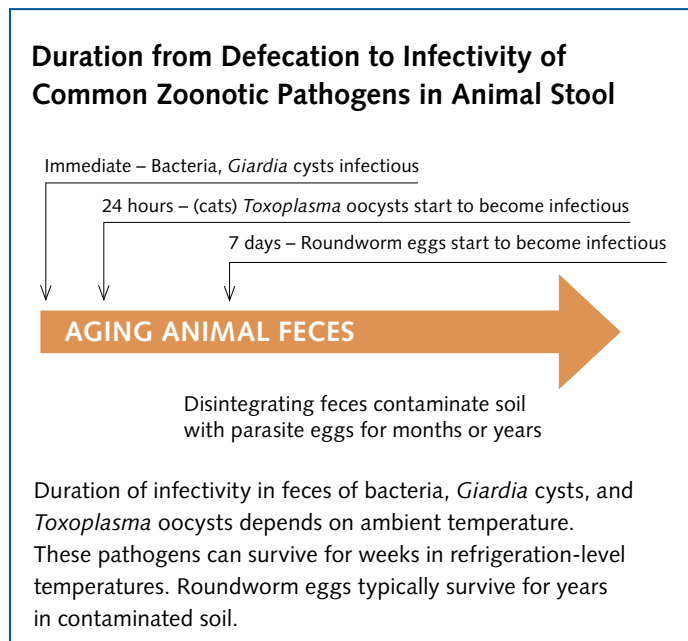 Duration from Defecation to Infectivity of
Common Zoonotic Pathogens in Animal Stool
Immediate – Bacteria, Giardia cysts infectious
24 hours – (cats) Toxoplasma oocysts start to become infectious
7 days – Roundworm eggs start to become infectious
AGING ANIMAL FECES
Disintegrating feces contaminate soil
with parasite eggs for months or years
Duration of infectivity in feces of bacteria, Giardia cysts, and
Toxoplasma oocysts depends on ambient temperature.
These pathogens can survive for weeks in refrigeration-level
temperatures. Roundworm eggs typically survive for years
in contaminated soil.